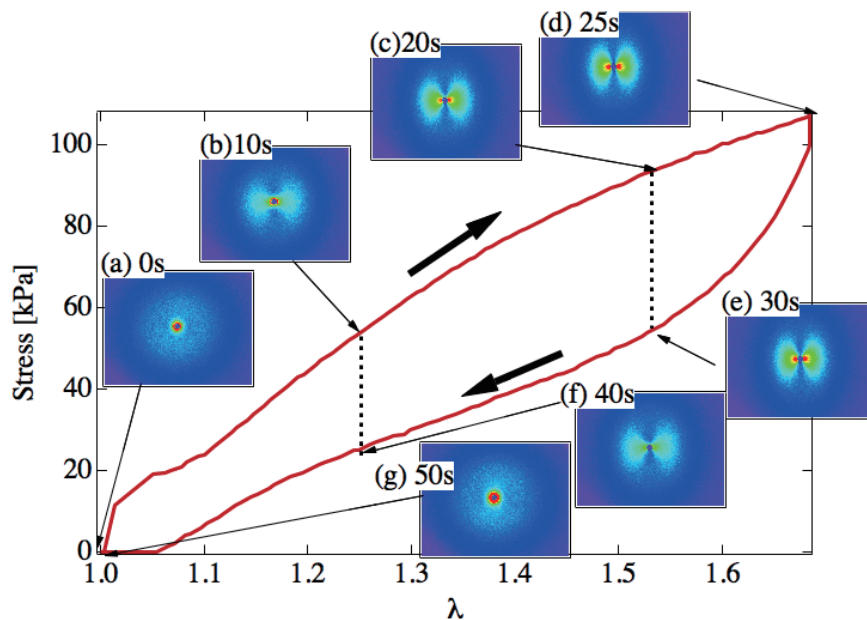 (d) 25s
(c)20s
100
(b)10s
80
(a) 0s
60
(e) 30s
Stress [kPa]
40
(f) 40s
20
(g) 50s
0
1.0 1.1 1.2 1.3 1.4 1.5 1.6
λ